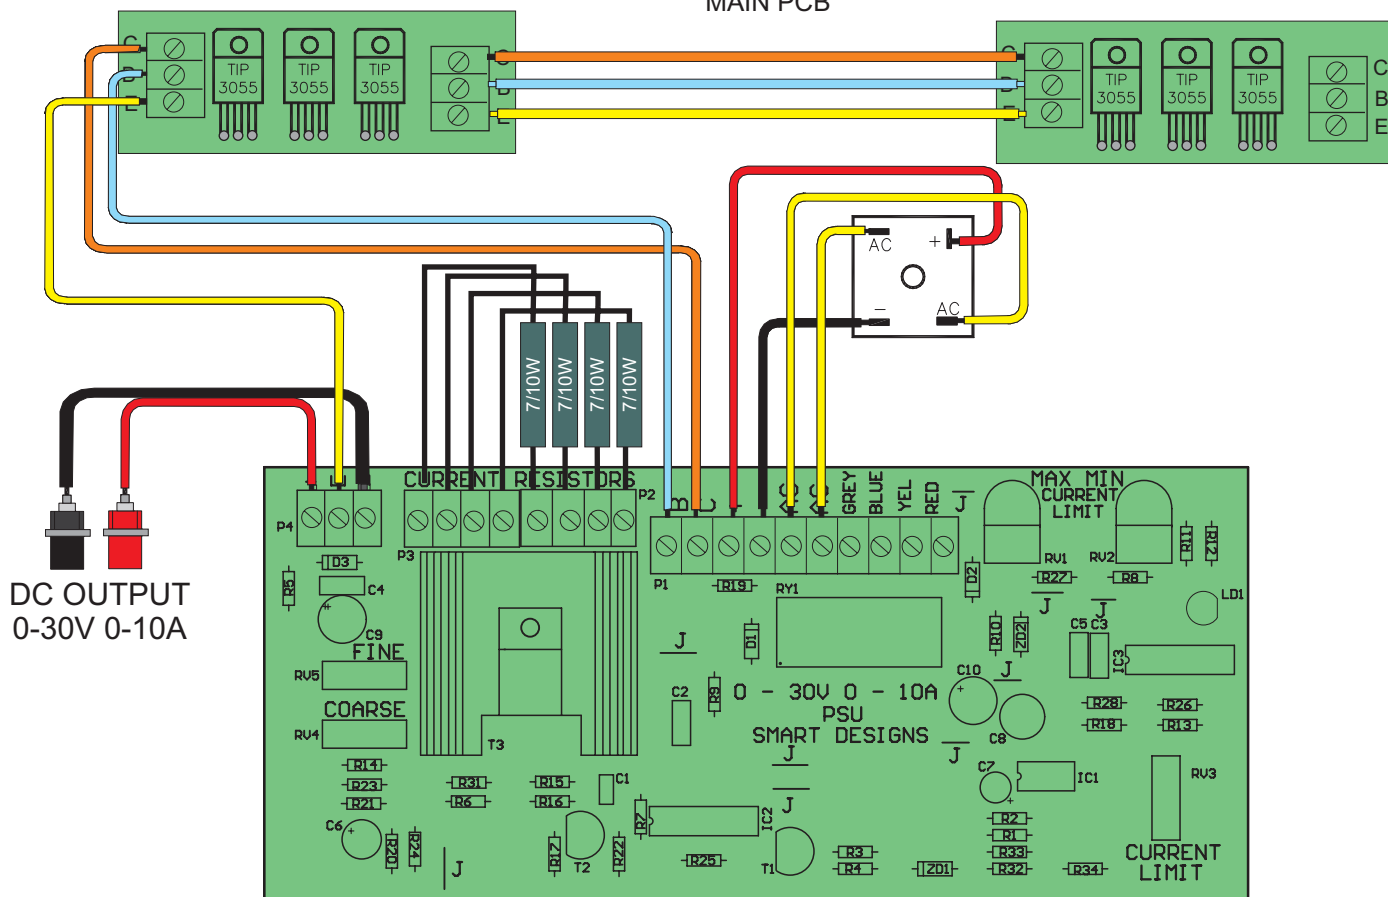 MAIN PCB
C
B
E
TIP
3055
TIP
3055
TIP
3055
C
B
E
C
B
E
TIP
3055
TIP
3055
TIP
3055
C
B
E
AC
+
-
AC
7/10W
7/10W
7/10W
7/10W
DC OUTPUT
0-30V 0-10A
CURRENT RESISTORS
P4
P3
P2
B
C
AC
AC
GREY
BLUE
YEL
RED
J
MAX MIN
CURRENT
LIMIT
RV1
RV2
R11
R12
P1
R19
RY1
D2
R27
R8
J
J
LD1
D3
R5
C4
C9
FINE
RV5
COARSE
RV4
T3
J
D1
R10
ZD2
C5
C3
IC3
C2
R9
0 - 30V 0 - 10A
PSU
SMART DESIGNS
C10
J
C8
R28
R18
R26
R13
J
J
J
R14
R23
R21
R31
R6
R15
R16
C1
C7
IC1
RV3
C6
R20
R24
J
R17
T2
R22
R7
IC2
R25
T1
R3
R4
ZD1
R2
R1
R33
R32
R34
CURRENT
LIMIT